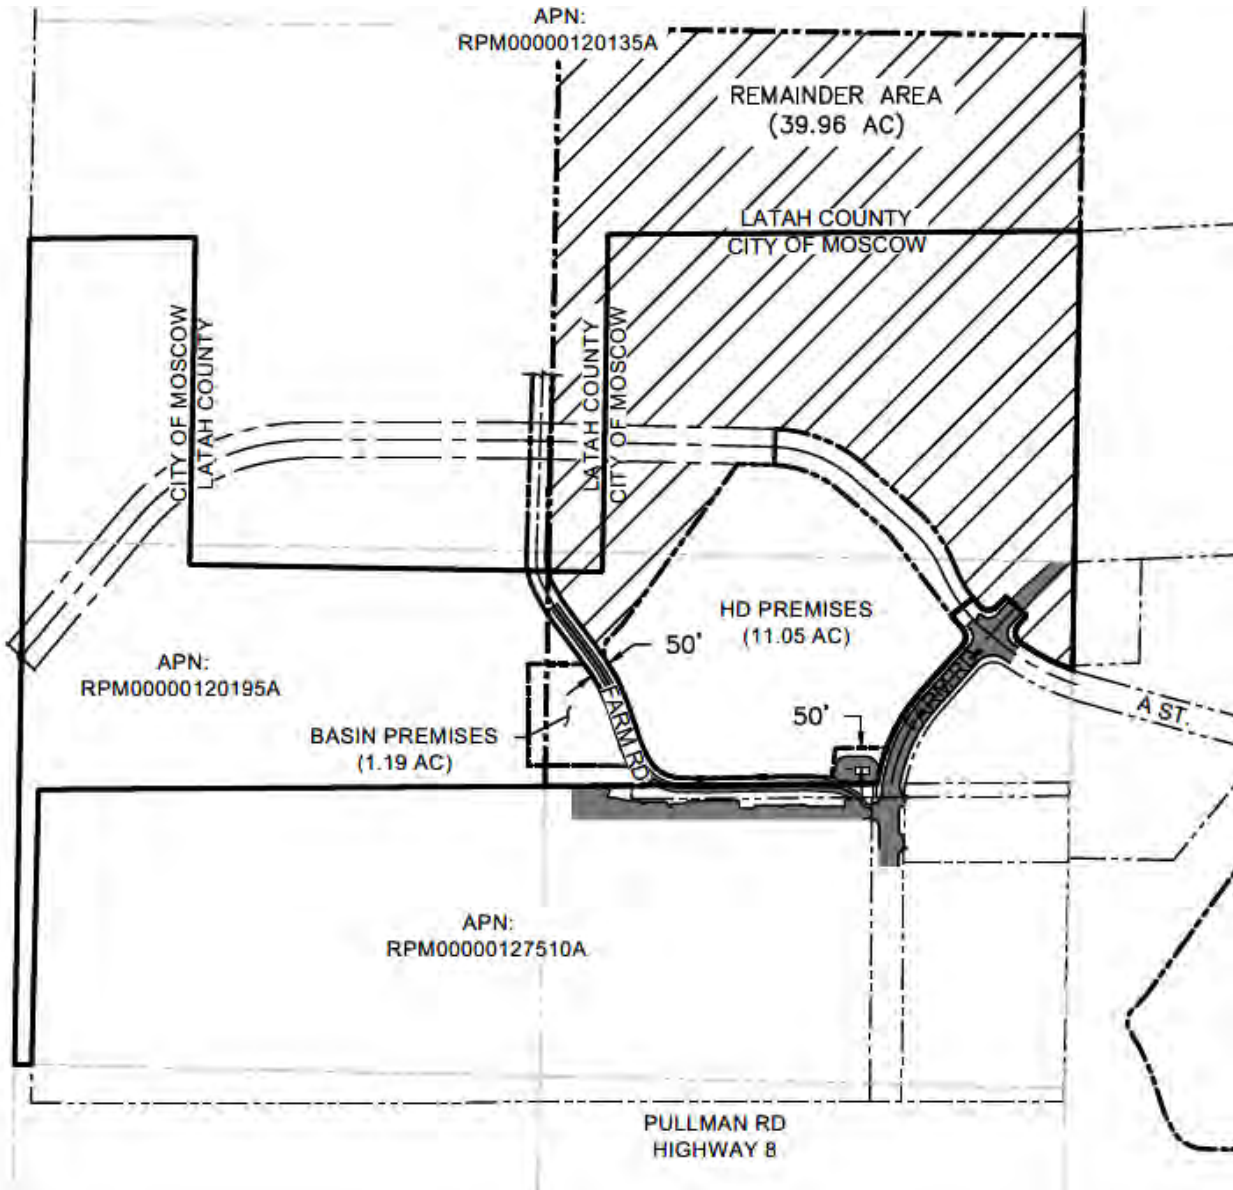 APN:
RPM00000120135A
REMAINDER AREA
(39.96 AC)
LATAH COUNTY
CITY OF MOSCOW
CITY OF MOSCOW
LATAH COUNTY
LATAH COUNTY
CITY OF MOSCOW
HD PREMISES
(11.05 AC)
50'
APN:
RPM00000120195A
FARM RD
FARM RD
A ST
50'
BASIN PREMISES
(1.19 AC)
APN:
RPM00000127510A
PULLMAN RD
HIGHWAY 8